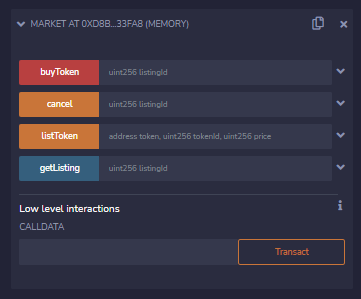 MARKET AT 0XD8B...33FA8 (MEMORY)
buyToken uint256 listingId
cancel uint256 listingId
listToken address token, uint256 tokenId, uint256 price
getListing uint256 listingId
Low level interactions
CALLDATA
Transact